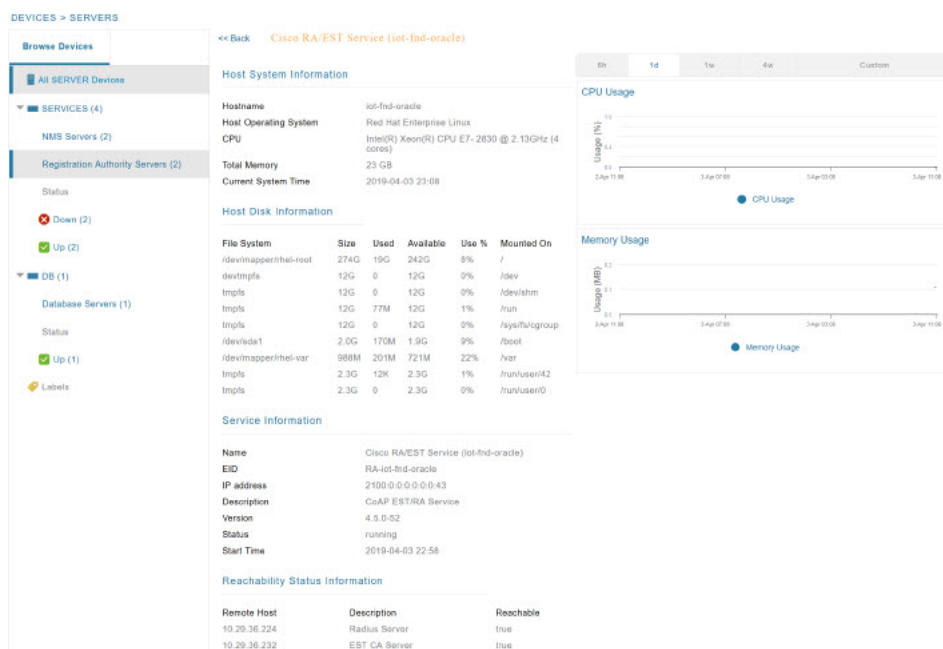 DEVICES > SERVERS
Browse Devices
All SERVER Devices
SERVICES (4)
NMS Servers (2)
Registration Authority Servers (2)
Status
Down (2)
Up (2)
DB (1)
Database Servers (1)
Status
Up (1)
Labels
<< Back Cisco RA/EST Service (iot-fnd-oracle)
Host System Information
Hostname iot-fnd-oracle
Host Operating System Red Hat Enterprise Linux
CPU Intel(R) Xeon(R) CPU E7- 2830 @ 2.13GHz (4
cores)
Total Memory 23 GB
Current System Time 2019-04-03 23:08
Host Disk Information
File System Size Used Available Use % Mounted On
/dev/mapper/rhel-root 274G 19G 242G 8% /
devtmpfs 12G 0 12G 0% /dev
tmpfs 12G 0 12G 0% /dev/shm
tmpfs 12G 77M 12G 1% /run
tmpfs 12G 0 12G 0% /sys/fs/cgroup
/dev/sda1 2.0G 170M 1.9G 9% /boot
/dev/mapper/rhel-var 988M 201M 721M 22% /var
tmpfs 2.3G 12K 2.3G 1% /run/user/42
tmpfs 2.3G 0 2.3G 0% /run/user/0
Service Information
Name Cisco RA/EST Service (iot-fnd-oracle)
EID RA-iot-fnd-oracle
IP address 2100:0:0:0:0:0:0:43
Description CoAP EST/RA Service
Version 4.5.0-52
Status running
Start Time 2019-04-03 22:58
Reachability Status Information
Remote Host Description Reachable
10.29.36.224 Radius Server true
10.29.36.232 EST CA Server true
6h 1d 1w 4w Custom
CPU Usage
Usage (%)
CPU Usage
Memory Usage
Usage (MB)
0.2
0.1
0.0
Memory Usage